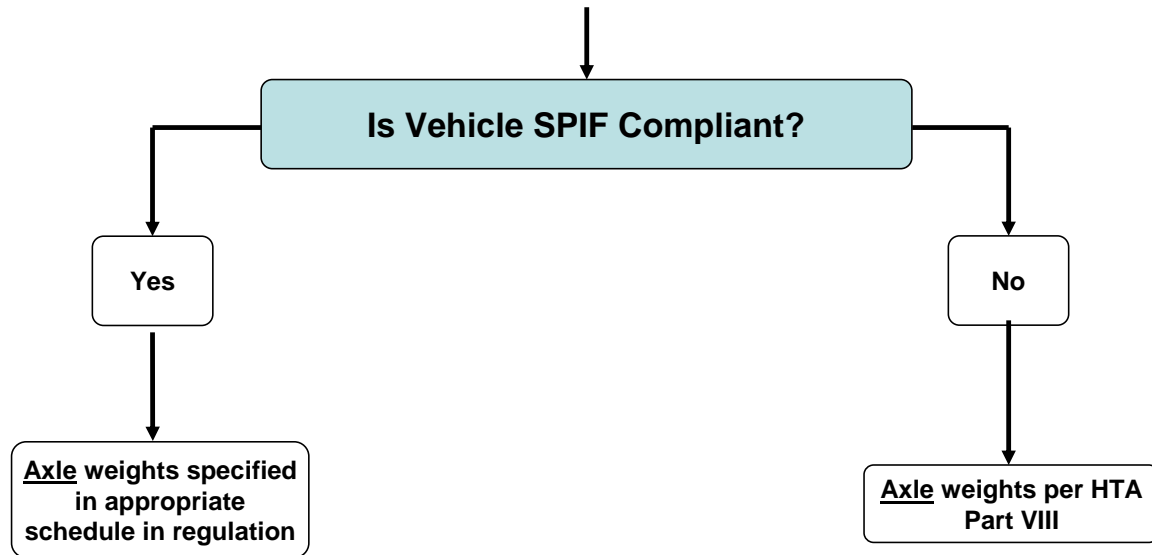 Is Vehicle SPIF Compliant?
Yes
No
Axle weights specified
in appropriate
schedule in regulation
Axle weights per HTA
Part VIII